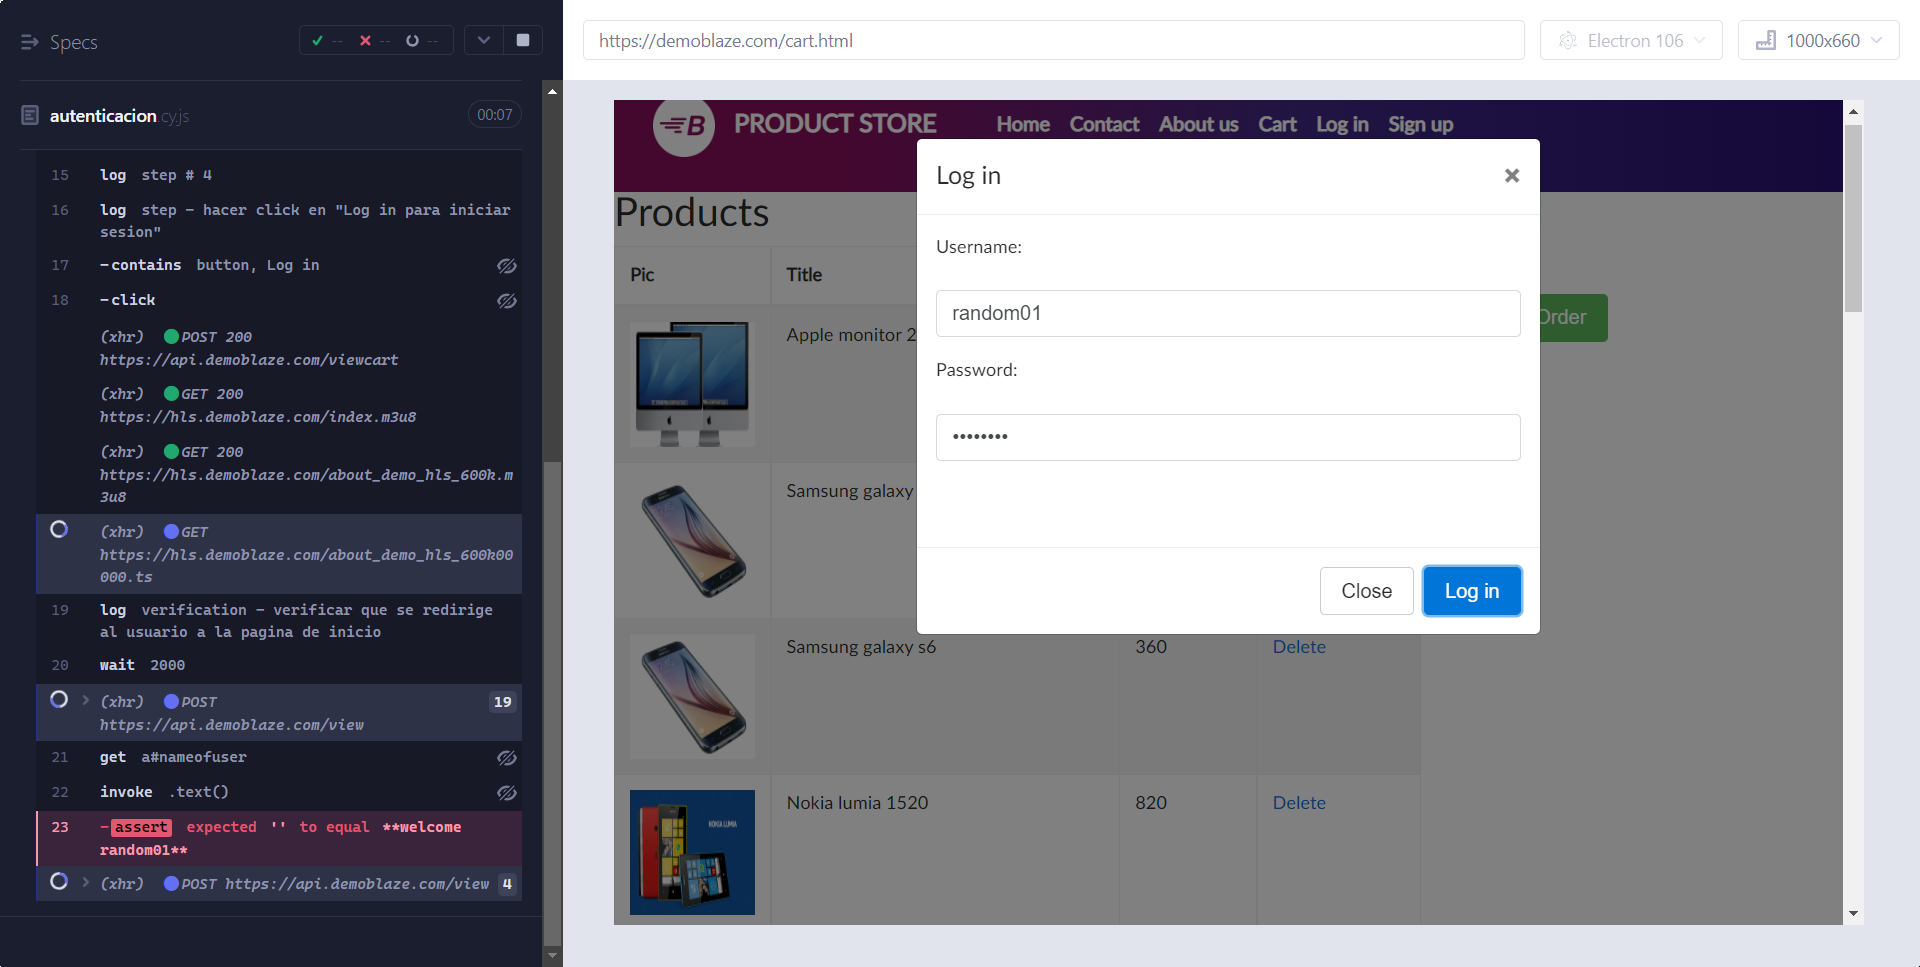 Specs
-- -- --
autenticacion.cy.js
00:07
15 log step # 4
16 log step - hacer click en "Log in para iniciar
sesion"
17 -contains button, Log in
18 -click
(xhr) POST 200
https://api.demoblaze.com/viewcart
(xhr) GET 200
https://hls.demoblaze.com/index.m3u8
(xhr) GET 200
https://hls.demoblaze.com/about_demo_hls_600k.m
3u8
(xhr) GET
https://hls.demoblaze.com/about_demo_hls_600k00
000.ts
19 log verification - verificar que se redirige
al usuario a la pagina de inicio
20 wait 2000
(xhr) POST 19
https://api.demoblaze.com/view
21 get a#nameofuser
22 invoke .text()
23 -assert expected '' to equal **welcome
random01**
(xhr) POST https://api.demoblaze.com/view 4
https://demoblaze.com/cart.html
Electron 106
1000x660
B PRODUCT STORE
Home Contact About us Cart Log in Sign up
Products
Pic Title
Apple monitor 2
Samsung galaxy
Samsung galaxy s6 360 Delete
Nokia lumia 1520 820 Delete
NOKIA LUMIA
Order
Log in ×
Username:
random01
Password:
••••••••
Close Log in